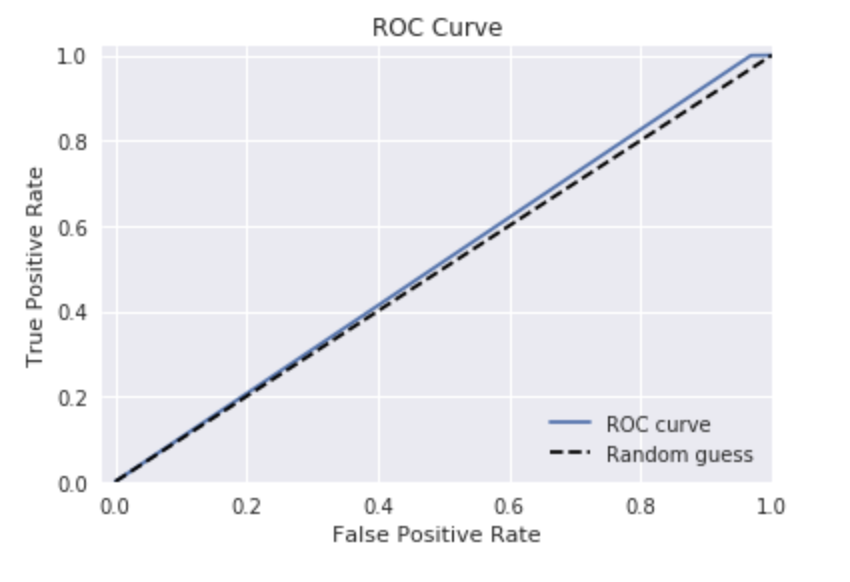 ROC Curve
1.0
0.8
0.6
0.4
0.2
0.0
True Positive Rate
ROC curve
Random guess
0.0 0.2 0.4 0.6 0.8 1.0
False Positive Rate